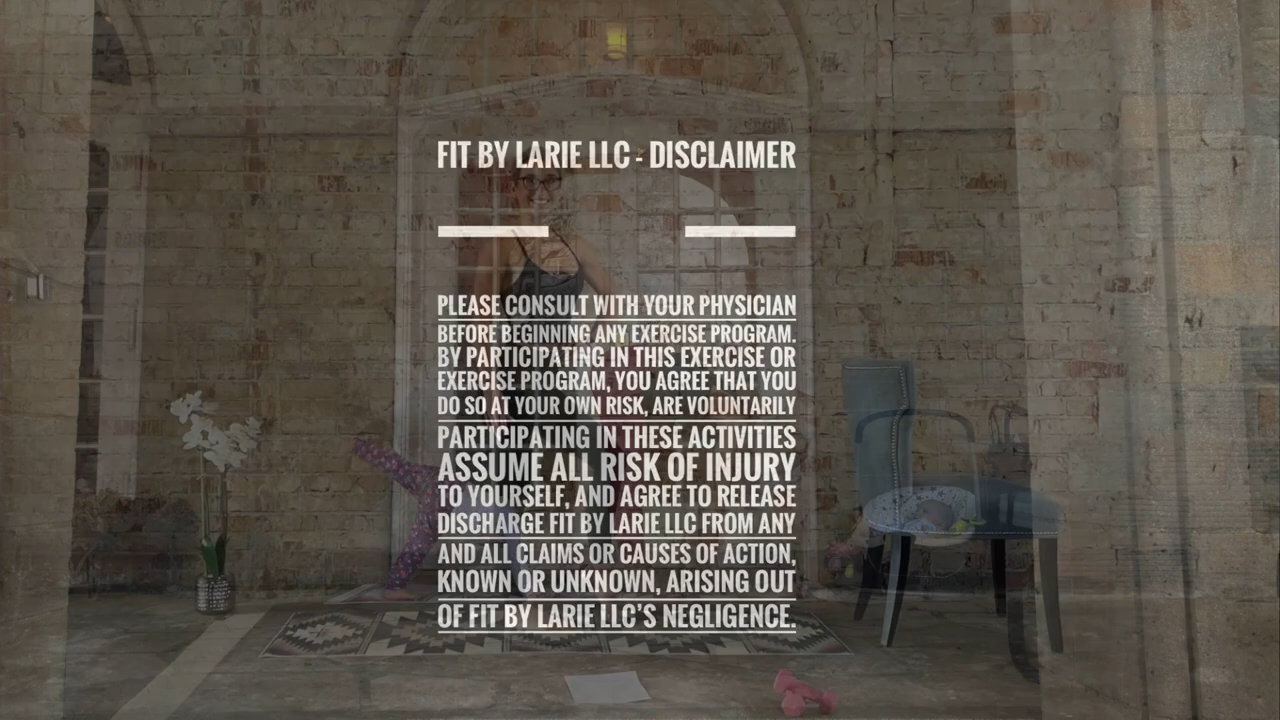 FIT BY LARIE LLC - DISCLAIMER
PLEASE CONSULT WITH YOUR PHYSICIAN
BEFORE BEGINNING ANY EXERCISE PROGRAM.
BY PARTICIPATING IN THIS EXERCISE OR
EXERCISE PROGRAM, YOU AGREE THAT YOU
DO SO AT YOUR OWN RISK, ARE VOLUNTARILY
PARTICIPATING IN THESE ACTIVITIES
ASSUME ALL RISK OF INJURY
TO YOURSELF, AND AGREE TO RELEASE
DISCHARGE FIT BY LARIE LLC FROM ANY
AND ALL CLAIMS OR CAUSES OF ACTION,
KNOWN OR UNKNOWN, ARISING OUT
OF FIT BY LARIE LLC'S NEGLIGENCE.